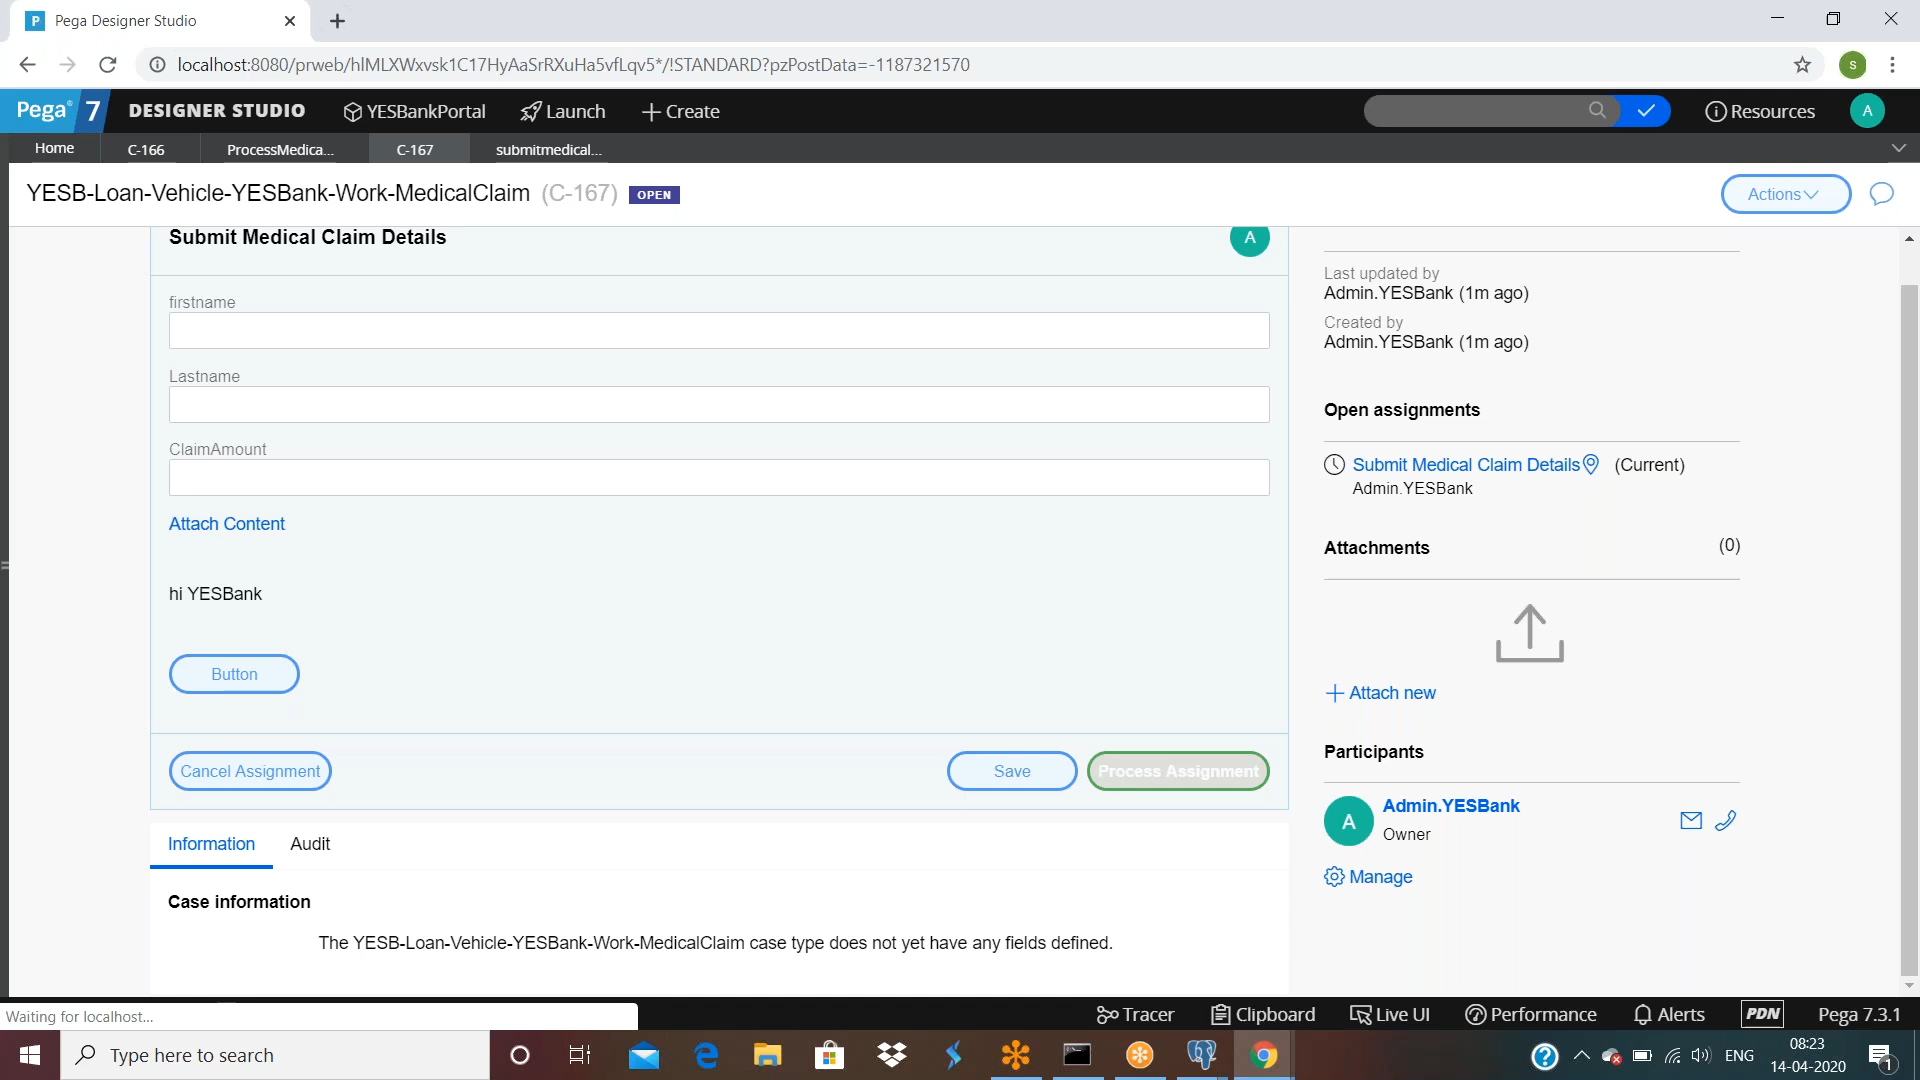 P Pega Designer Studio
localhost:8080/prweb/hIMLXWxvsk1C17HyAaSrRXuHa5vfLqv5*/!STANDARD?pzPostData=-1187321570
s
Pega 7 DESIGNER STUDIO YESBankPortal Launch Create Resources A
Home C-166 ProcessMedica... C-167 submitmedical...
YESB-Loan-Vehicle-YESBank-Work-MedicalClaim (C-167) OPEN Actions
Submit Medical Claim Details A
firstname
Lastname
ClaimAmount
Attach Content
hi YESBank
Button
Cancel Assignment Save Process Assignment
Information Audit
Case information
The YESB-Loan-Vehicle-YESBank-Work-MedicalClaim case type does not yet have any fields defined.
Last updated by
Admin.YESBank (1m ago)
Created by
Admin.YESBank (1m ago)
Open assignments
Submit Medical Claim Details (Current)
Admin.YESBank
Attachments (0)
Attach new
Participants
A Admin.YESBank
Owner
Manage
Waiting for localhost...
Tracer Clipboard Live UI Performance Alerts PDN Pega 7.3.1
Type here to search
ENG
08:23
14-04-2020
1